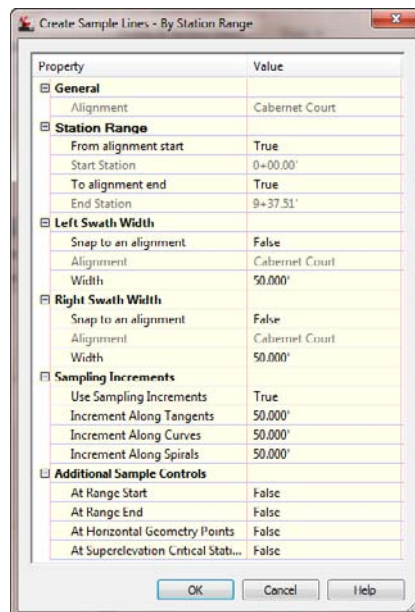 Create Sample Lines - By Station Range
Property Value
General
Alignment Cabernet Court
Station Range
From alignment start True
Start Station 0+00.00'
To alignment end True
End Station 9+37.51'
Left Swath Width
Snap to an alignment False
Alignment Cabernet Court
Width 50.000'
Right Swath Width
Snap to an alignment False
Alignment Cabernet Court
Width 50.000'
Sampling Increments
Use Sampling Increments True
Increment Along Tangents 50.000'
Increment Along Curves 50.000'
Increment Along Spirals 50.000'
Additional Sample Controls
At Range Start False
At Range End False
At Horizontal Geometry Points False
At Superelevation Critical Stati... False
OK Cancel Help